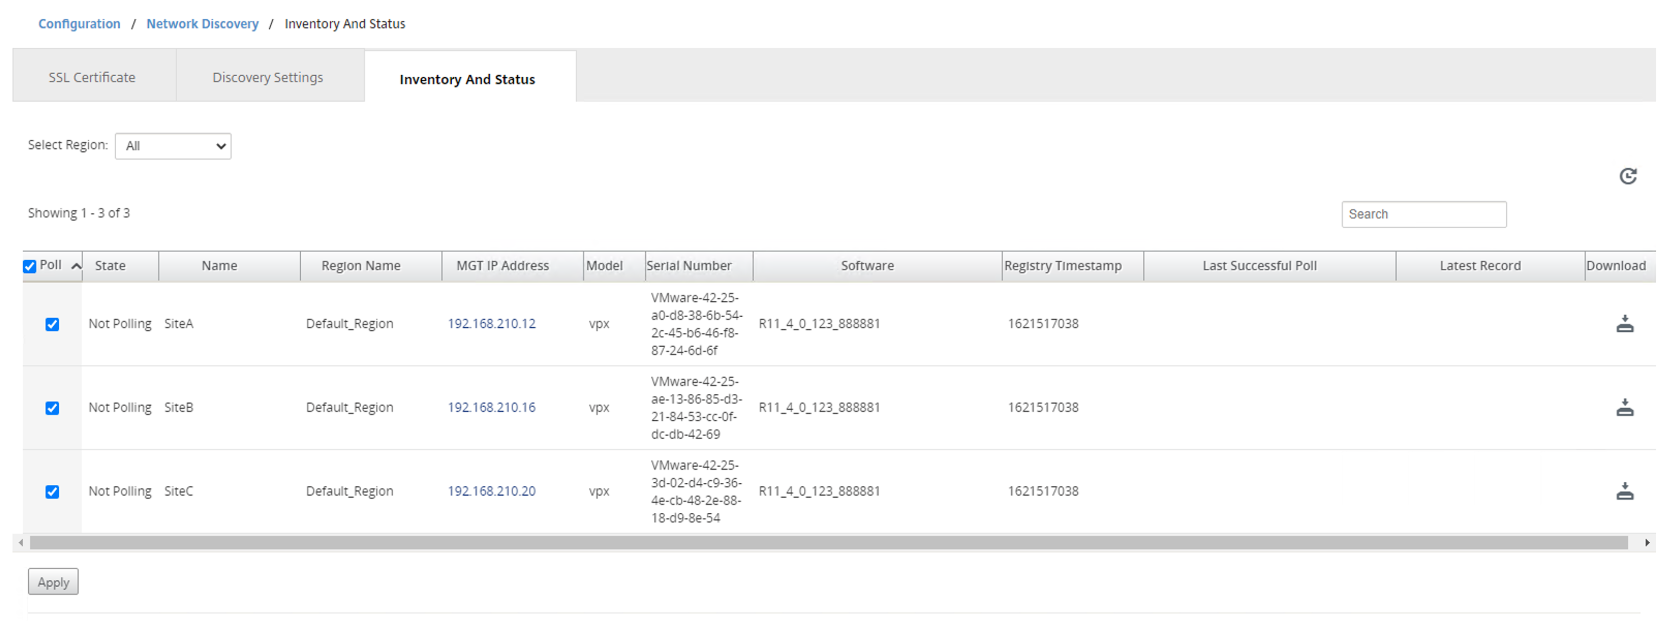 Configuration / Network Discovery / Inventory And Status
SSL Certificate Discovery Settings Inventory And Status
Select Region: All
Showing 1 - 3 of 3
Search
Poll State Name Region Name MGT IP Address Model Serial Number Software Registry Timestamp Last Successful Poll Latest Record Download
Not Polling SiteA Default_Region 192.168.210.12 vpx VMware-42-25-
a0-d8-38-6b-54-
2c-45-b6-46-f8-
87-24-6d-6f
R11_4_0_123_888881 1621517038
Not Polling SiteB Default_Region 192.168.210.16 vpx VMware-42-25-
ae-13-86-85-d3-
21-84-53-cc-0f-
dc-db-42-69
R11_4_0_123_888881 1621517038
Not Polling SiteC Default_Region 192.168.210.20 vpx VMware-42-25-
3d-02-d4-c9-36-
4e-cb-48-2e-88-
18-d9-8e-54
R11_4_0_123_888881 1621517038
Apply